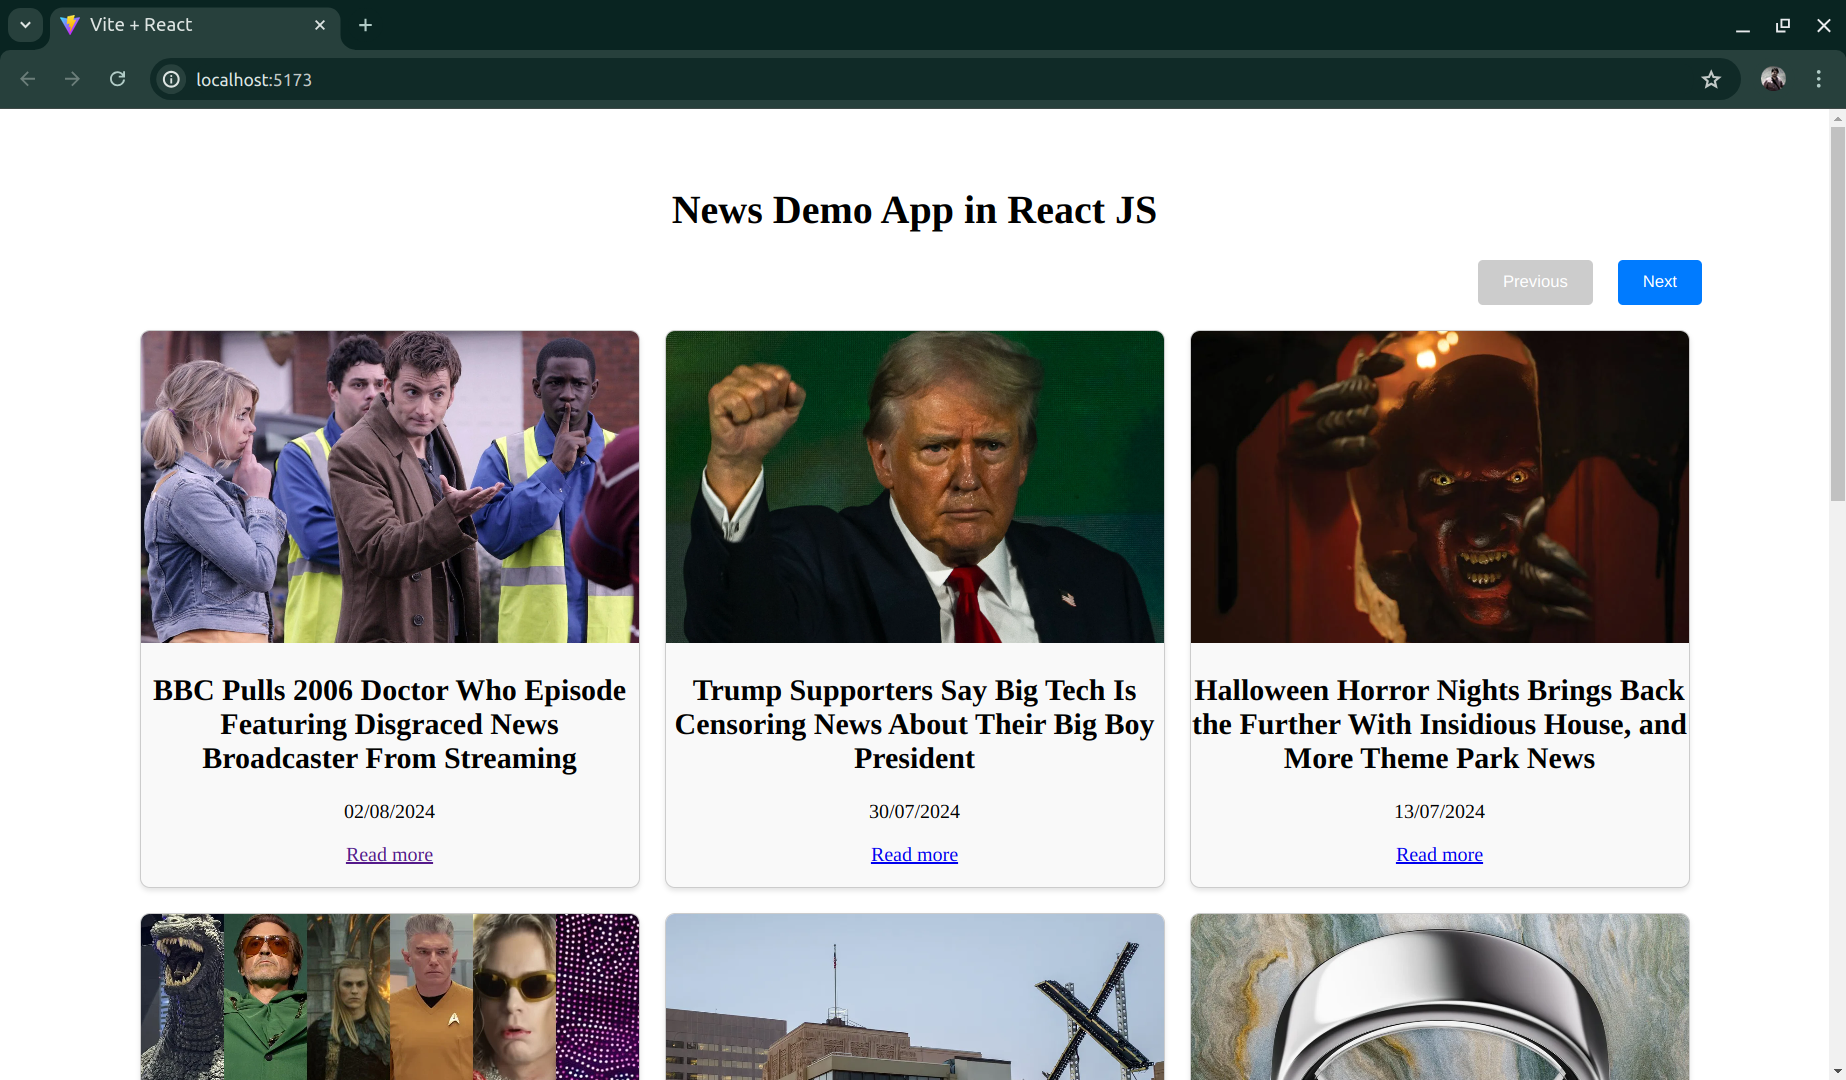 Vite + React
localhost:5173
News Demo App in React JS
Previous
Next
BBC Pulls 2006 Doctor Who Episode
Featuring Disgraced News
Broadcaster From Streaming
02/08/2024
Read more
Trump Supporters Say Big Tech Is
Censoring News About Their Big Boy
President
30/07/2024
Read more
Halloween Horror Nights Brings Back
the Further With Insidious House, and
More Theme Park News
13/07/2024
Read more